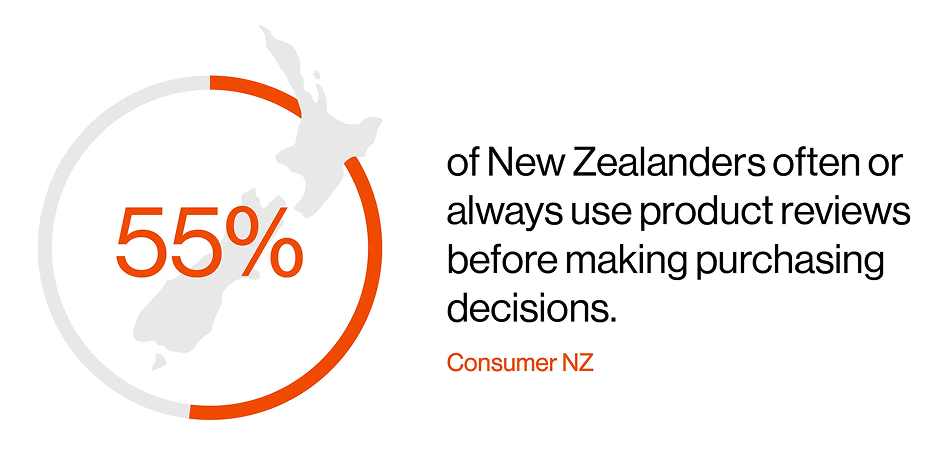 55%
of New Zealanders often or
always use product reviews
before making purchasing
decisions.
Consumer NZ